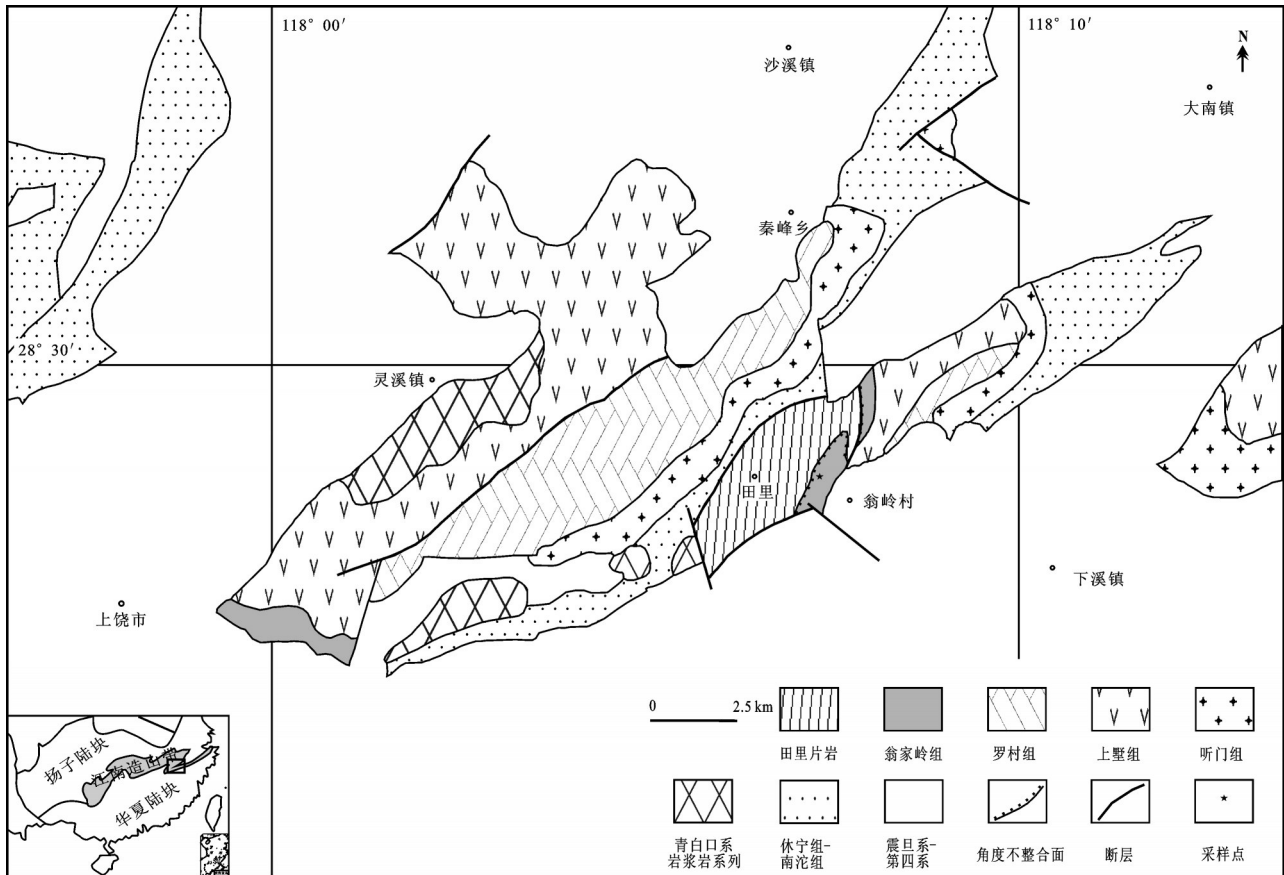 118° 00′
118° 10′
N
沙溪镇
大南镇
秦峰乡
28° 30′
灵溪镇
田里
翁岭村
下溪镇
上饶市
0 2.5 km
田里片岩
翁家岭组
罗村组
上墅组
听门组
扬子陆块
江南造山带
华夏陆块
青白口系
岩浆岩系列
休宁组-
南沱组
震旦系-
第四系
角度不整合面
断层
采样点